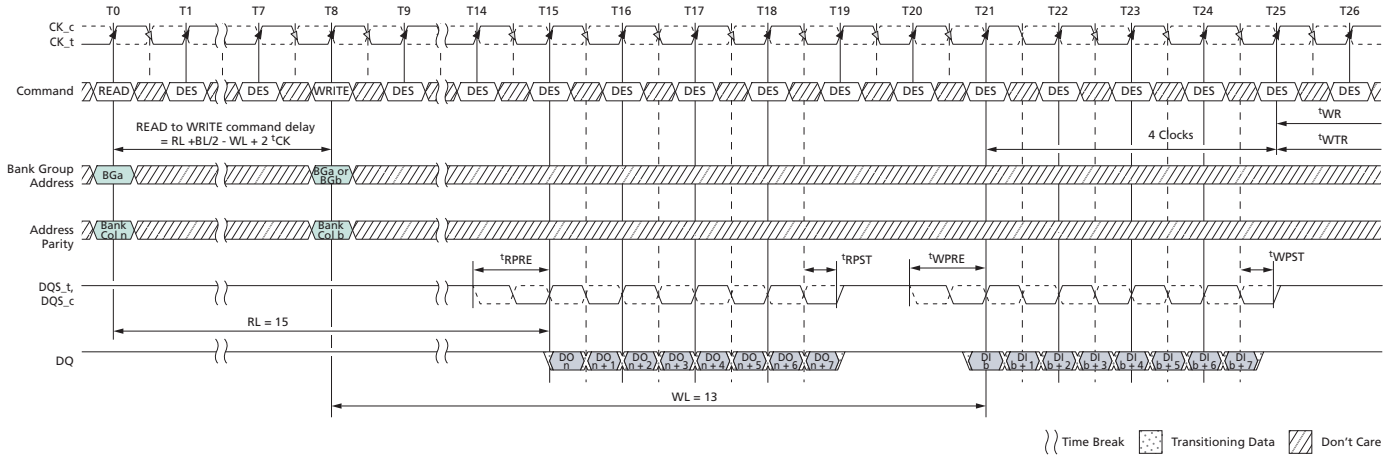 T0 T1 T7 T8 T9 T14 T15 T16 T17 T18 T19 T20 T21 T22 T23 T24 T25 T26
CK_c
CK_t
Command READ DES DES WRITE DES DES DES DES DES DES DES DES DES DES DES DES DES DES
READ to WRITE command delay
= RL +BL/2 - WL + 2 tCK
4 Clocks
tWR
tWTR
Bank Group
Address
BGa
BGa or
BGb
Address
Parity
Bank
Col n
Bank
Col b
tRPRE tRPST tWPRE tWPST
DQS_t,
DQS_c
RL = 15
DQ
DO
n
DO
n + 1
DO
n + 2
DO
n + 3
DO
n + 4
DO
n + 5
DO
n + 6
DO
n + 7
DI
b
DI
b + 1
DI
b + 2
DI
b + 3
DI
b + 4
DI
b + 5
DI
b + 6
DI
b + 7
WL = 13
Time Break Transitioning Data Don't Care